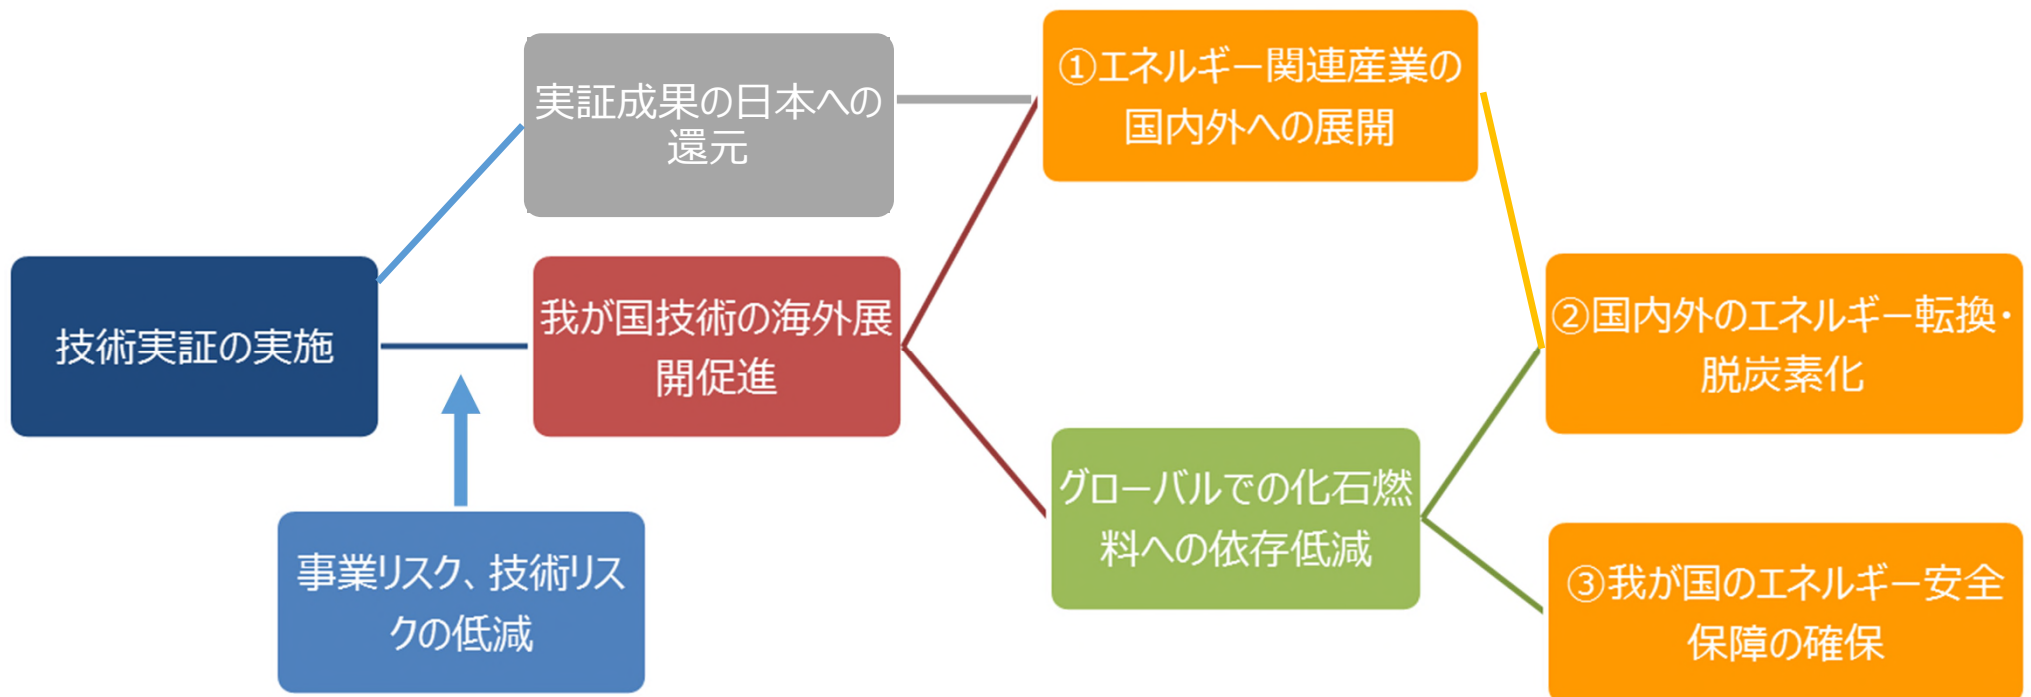 実証成果の日本への
還元
①エネルギー関連産業の
国内外への展開
技術実証の実施
我が国技術の海外展
開促進
②国内外のエネルギー転換・
脱炭素化
グローバルでの化石燃
料への依存低減
事業リスク、技術リス
クの低減
③我が国のエネルギー安全
保障の確保